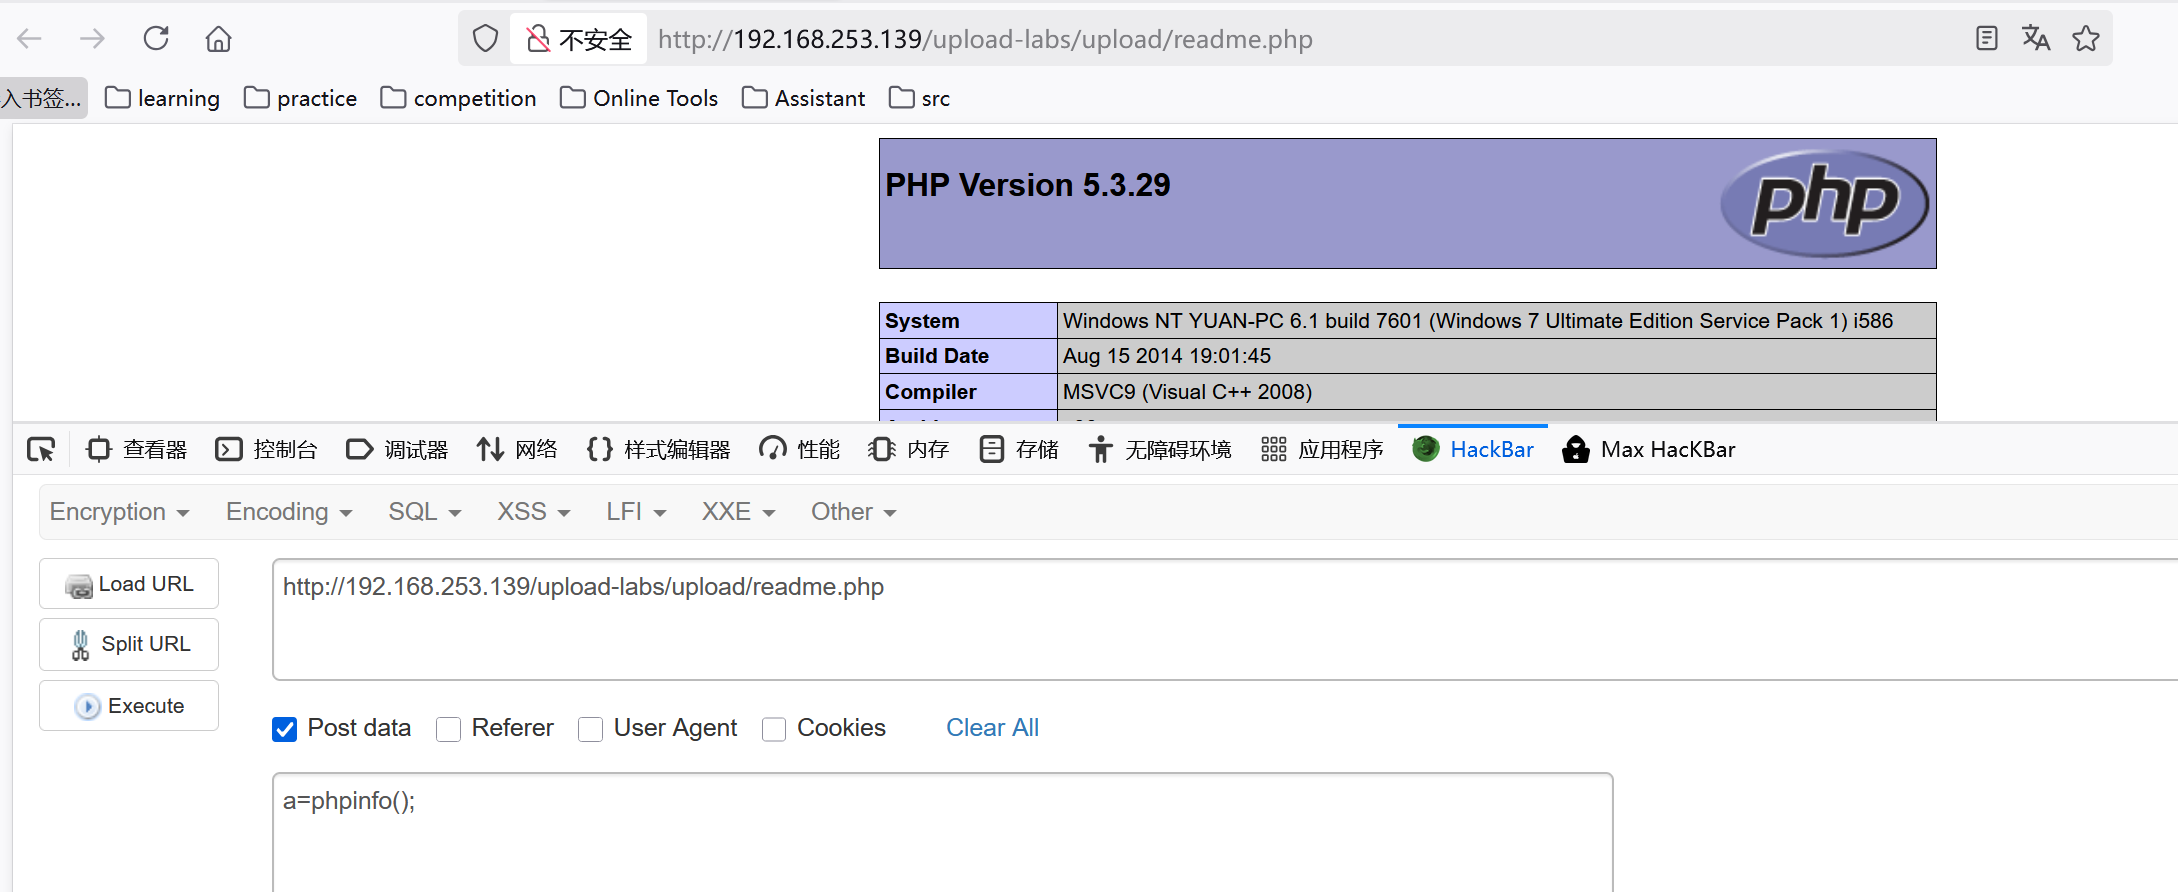 不安全 http://192.168.253.139/upload-labs/upload/readme.php
入书签... learning practice competition Online Tools Assistant src
PHP Version 5.3.29
php
System Windows NT YUAN-PC 6.1 build 7601 (Windows 7 Ultimate Edition Service Pack 1) i586
Build Date Aug 15 2014 19:01:45
Compiler MSVC9 (Visual C++ 2008)
查看器 控制台 调试器 网络 样式编辑器 性能 内存 存储 无障碍环境 应用程序 HackBar Max HacKBar
Encryption Encoding SQL XSS LFI XXE Other
Load URL
http://192.168.253.139/upload-labs/upload/readme.php
Split URL
Execute
Post data Referer User Agent Cookies Clear All
a=phpinfo();